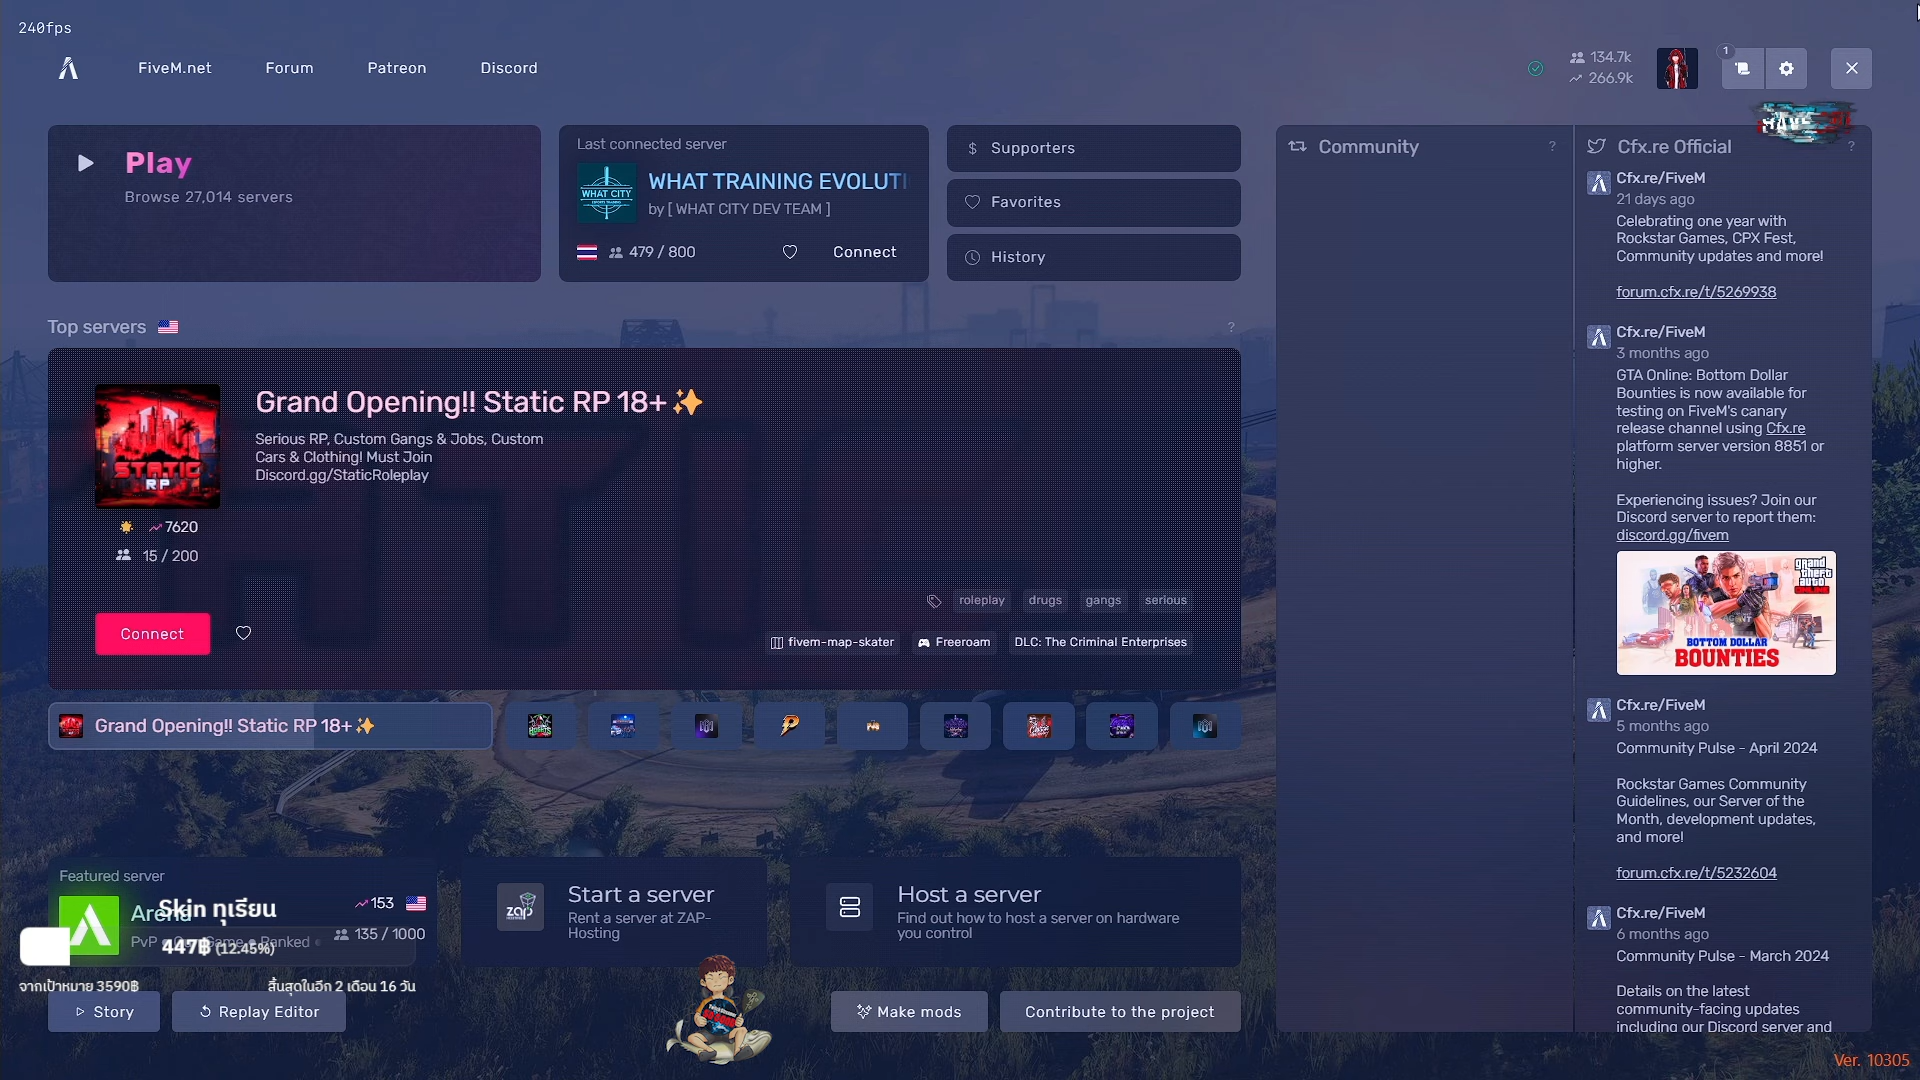 240fps
FiveM.net
Forum
Patreon
Discord
134.7k
266.9k
1
Play
Browse 27,014 servers
Last connected server
WHAT CITY
WHAT TRAINING EVOLUTI
by [ WHAT CITY DEV TEAM ]
479 / 800
Connect
Supporters
Favorites
History
Top servers
?
STATIC
RP
Grand Opening!! Static RP 18+✨
Serious RP, Custom Gangs & Jobs, Custom
Cars & Clothing! Must Join
Discord.gg/StaticRoleplay
7620
15 / 200
Connect
roleplay
drugs
gangs
serious
fivem-map-skater
Freeroam
DLC: The Criminal Enterprises
Grand Opening!! Static RP 18+✨
Featured server
Arena
153
135 / 1000
Skin ทุเรียน
447฿ (12.45%)
จากเป้าหมาย 3590฿
สิ้นสุดในอีก 2 เดือน 16 วัน
Start a server
Rent a server at ZAP-
Hosting
Host a server
Find out how to host a server on hardware
you control
Story
Replay Editor
Make mods
Contribute to the project
Community
?
Cfx.re Official
?
Cfx.re/FiveM
21 days ago
Celebrating one year with
Rockstar Games, CPX Fest,
Community updates and more!
forum.cfx.re/t/5269938
Cfx.re/FiveM
3 months ago
GTA Online: Bottom Dollar
Bounties is now available for
testing on FiveM's canary
release channel using Cfx.re
platform server version 8851 or
higher.
Experiencing issues? Join our
Discord server to report them:
discord.gg/fivem
grand
theft
auto
BOTTOM DOLLAR
BOUNTIES
Cfx.re/FiveM
5 months ago
Community Pulse - April 2024
Rockstar Games Community
Guidelines, our Server of the
Month, development updates,
and more!
forum.cfx.re/t/5232604
Cfx.re/FiveM
6 months ago
Community Pulse - March 2024
Details on the latest
community-facing updates
including our Discord server and
Ver. 10305